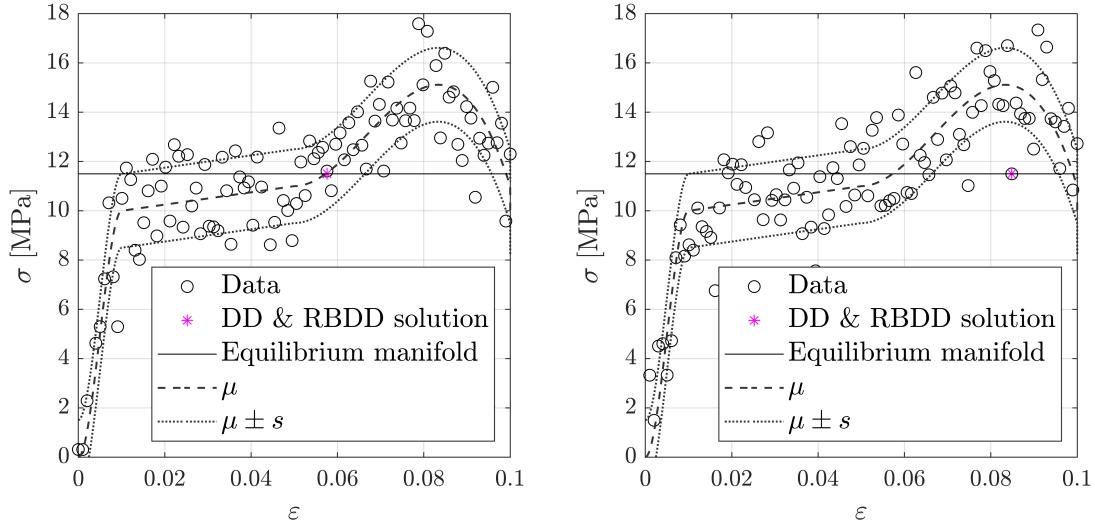 18
16
14
12
10
8
6
4
2
0
σ [MPa]
Data
DD & RBDD solution
Equilibrium manifold
μ
μ ± s
0 0.02 0.04 0.06 0.08 0.1
ε
18
16
14
12
10
8
6
4
2
0
σ [MPa]
Data
DD & RBDD solution
Equilibrium manifold
μ
μ ± s
0 0.02 0.04 0.06 0.08 0.1
ε